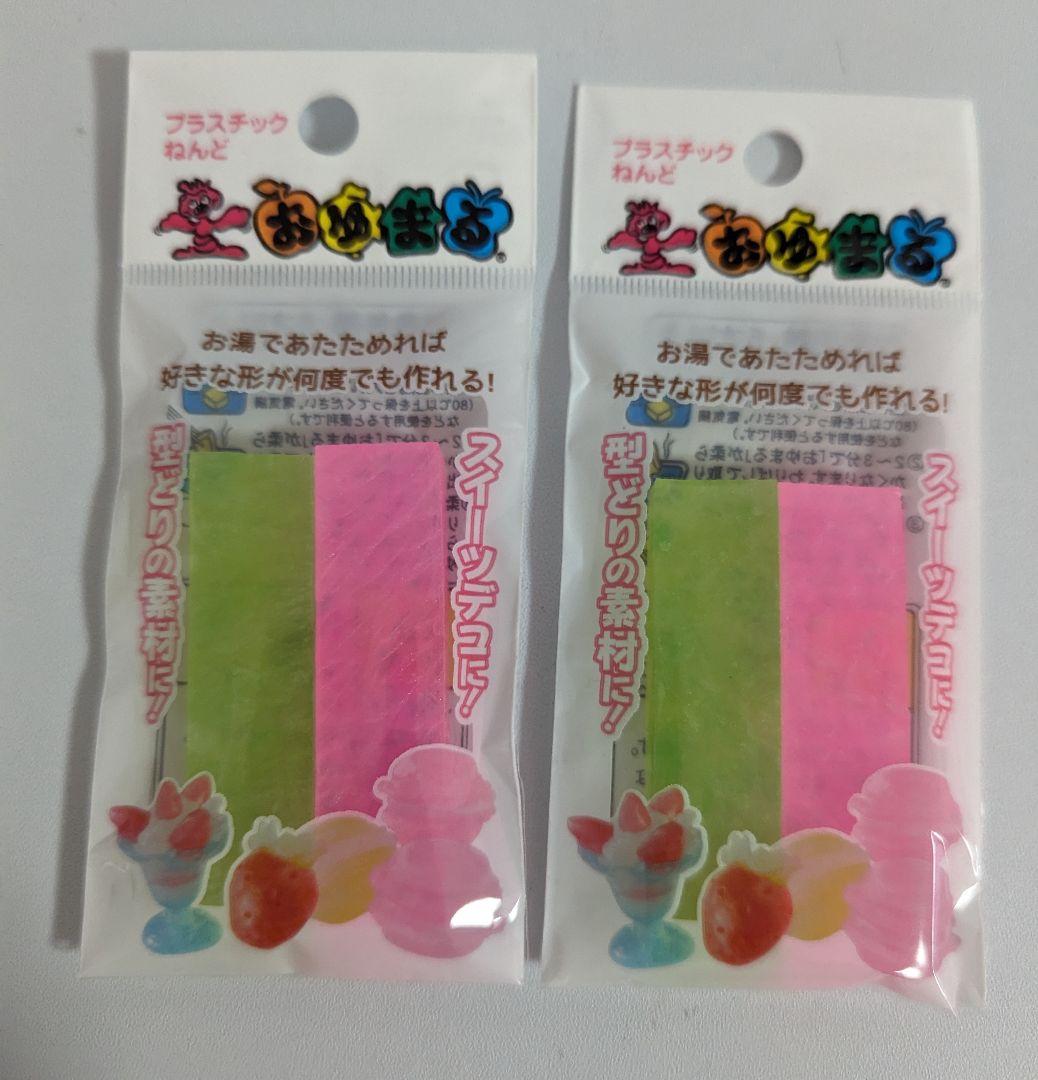 プラスチック
ねんど
おゆまる®
お湯であたためれば
好きな形が何度でも作れる!
型どりの素材に!
スイーツデコに!
プラスチック
ねんど
おゆまる®
お湯であたためれば
好きな形が何度でも作れる!
型どりの素材に!
スイーツデコに!